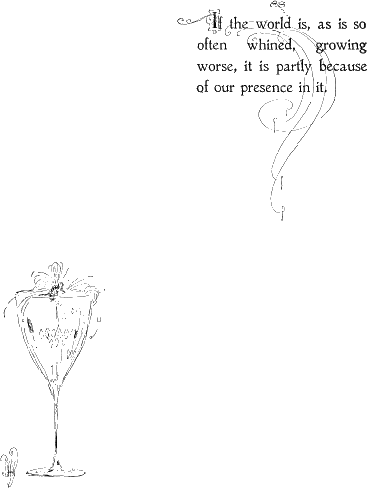 If the world is, as is so
often whined, growing
worse, it is partly because
of our presence in it.